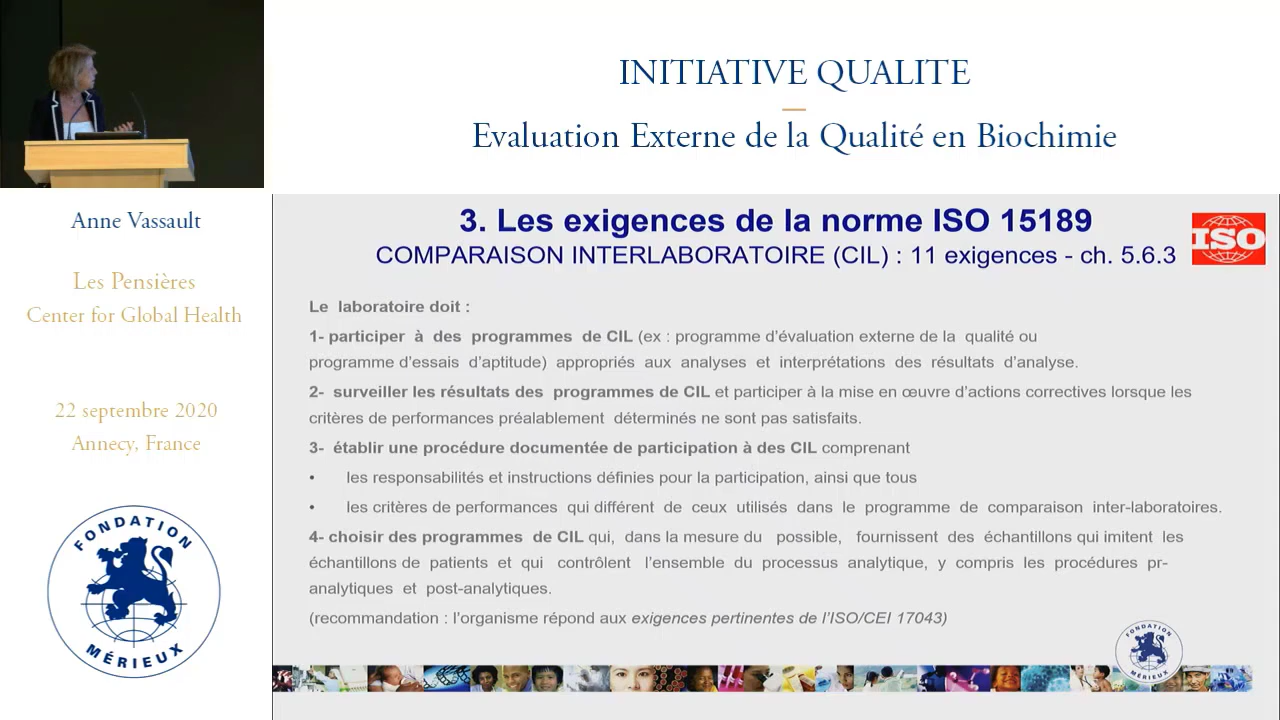 INITIATIVE QUALITE
Evaluation Externe de la Qualité en Biochimie
Anne Vassault
Les Pensières
Center for Global Health
22 septembre 2020
Annecy, France
FONDATION
MÉRIEUX
3. Les exigences de la norme ISO 15189
COMPARAISON INTERLABORATOIRE (CIL) : 11 exigences - ch. 5.6.3
ISO
Le laboratoire doit :
1- participer à des programmes de CIL (ex : programme d'évaluation externe de la qualité ou
programme d'essais d'aptitude) appropriés aux analyses et interprétations des résultats d'analyse.
2- surveiller les résultats des programmes de CIL et participer à la mise en œuvre d'actions correctives lorsque les
critères de performances préalablement déterminés ne sont pas satisfaits.
3- établir une procédure documentée de participation à des CIL comprenant
• les responsabilités et instructions définies pour la participation, ainsi que tous
• les critères de performances qui différent de ceux utilisés dans le programme de comparaison inter-laboratoires.
4- choisir des programmes de CIL qui, dans la mesure du possible, fournissent des échantillons qui imitent les
échantillons de patients et qui contrôlent l'ensemble du processus analytique, y compris les procédures pr-
analytiques et post-analytiques.
(recommandation : l'organisme répond aux exigences pertinentes de l'ISO/CEI 17043)
FONDATION
MÉRIEUX